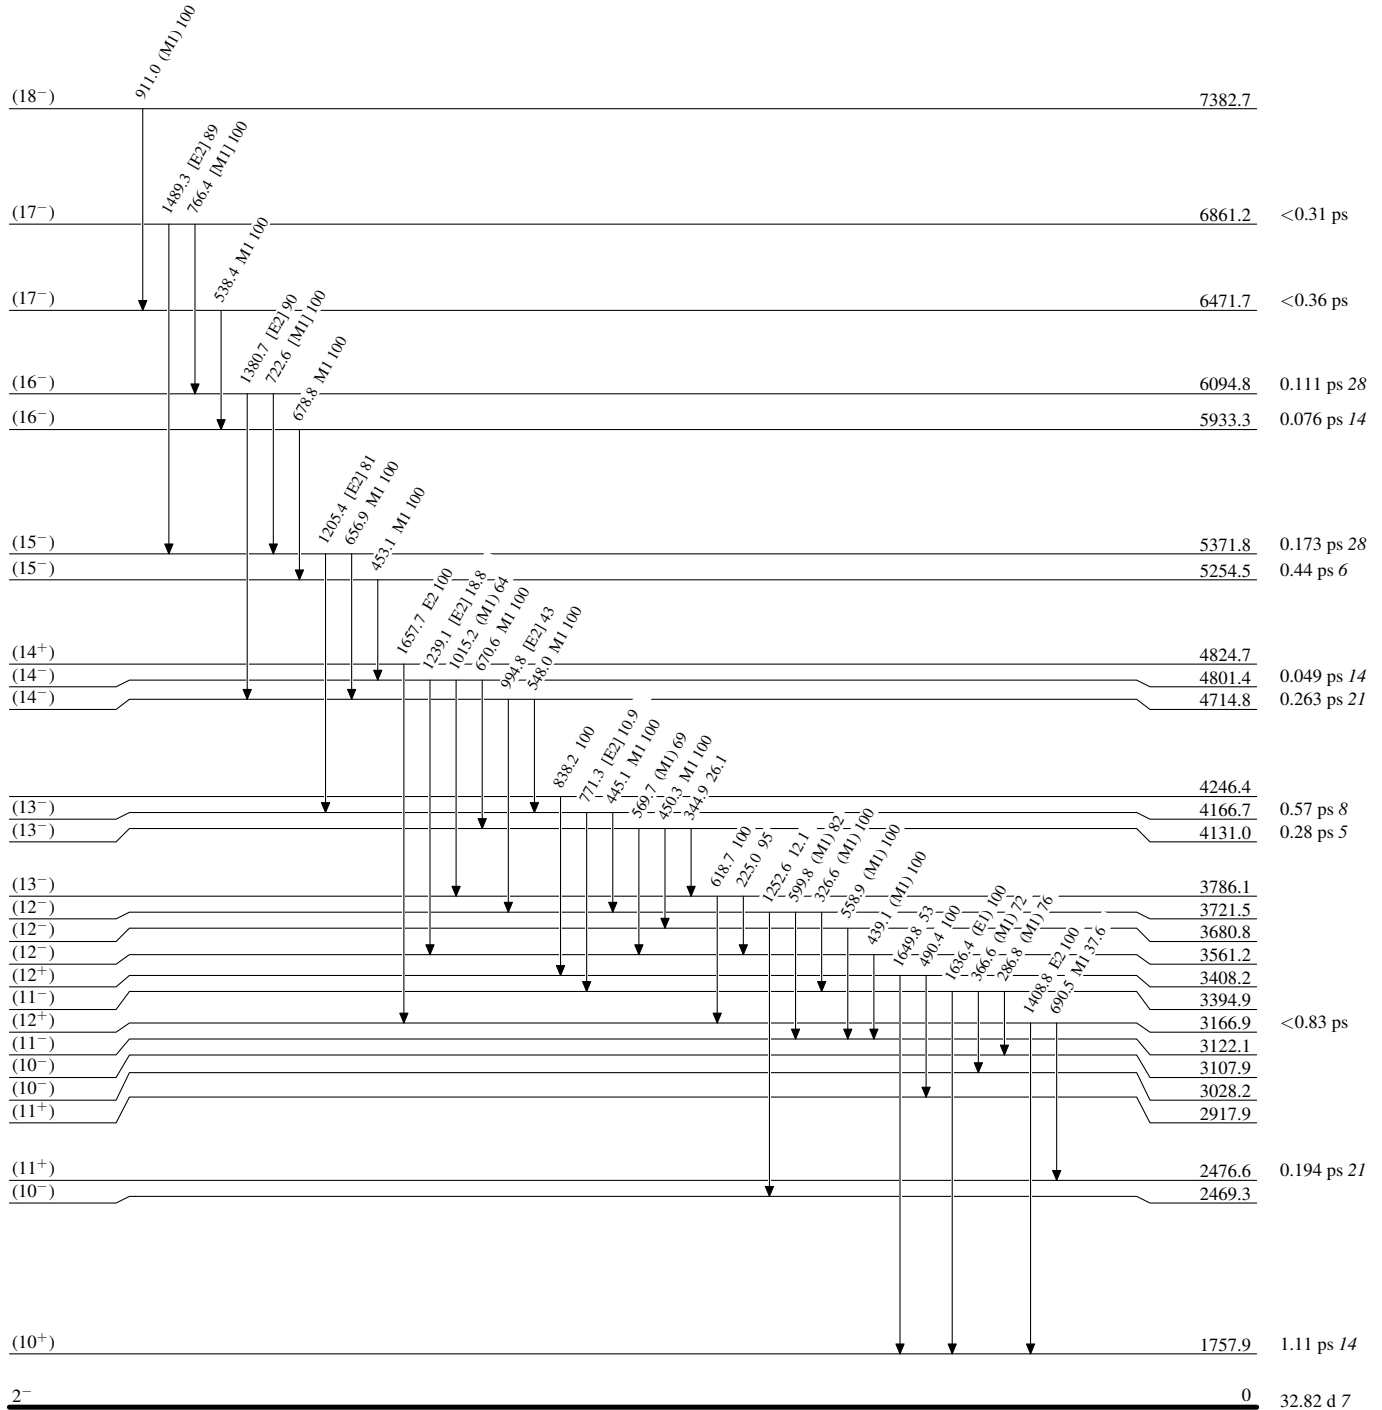 911.0 (M1) 100
(18⁻) 7382.7
1489.3 [E2] 89
766.4 [M1] 100
(17⁻) 6861.2 <0.31 ps
538.4 M1 100
(17⁻) 6471.7 <0.36 ps
1380.7 [E2] 90
722.6 [M1] 100
(16⁻) 6094.8 0.111 ps 28
678.8 M1 100
(16⁻) 5933.3 0.076 ps 14
1205.4 [E2] 81
656.9 M1 100
(15⁻) 5371.8 0.173 ps 28
453.1 M1 100
(15⁻) 5254.5 0.44 ps 6
1657.7 E2 100
(14⁺) 4824.7
1239.1 [E2] 18.8
1015.2 (M1) 64
670.6 M1 100
(14⁻) 4801.4 0.049 ps 14
994.8 [E2] 43
548.0 M1 100
(14⁻) 4714.8 0.263 ps 21
838.2 100
4246.4
771.3 [E2] 10.9
445.1 M1 100
(13⁻) 4166.7 0.57 ps 8
569.7 (M1) 69
450.3 M1 100
344.9 26.1
(13⁻) 4131.0 0.28 ps 5
618.7 100
225.0 95
(13⁻) 3786.1
1252.6 12.1
599.8 (M1) 82
326.6 (M1) 100
(12⁻) 3721.5
558.9 (M1) 100
(12⁻) 3680.8
439.1 (M1) 100
(12⁻) 3561.2
1649.8 53
490.4 100
(12⁺) 3408.2
1636.4 (E1) 100
366.6 (M1) 72
286.8 (M1) 76
(11⁻) 3394.9
1408.8 E2 100
690.5 M1 37.6
(12⁺) 3166.9 <0.83 ps
(11⁻) 3122.1
(10⁻) 3107.9
(10⁻) 3028.2
(11⁺) 2917.9
(11⁺) 2476.6 0.194 ps 21
(10⁻) 2469.3
(10⁺) 1757.9 1.11 ps 14
2⁻ 0 32.82 d 7